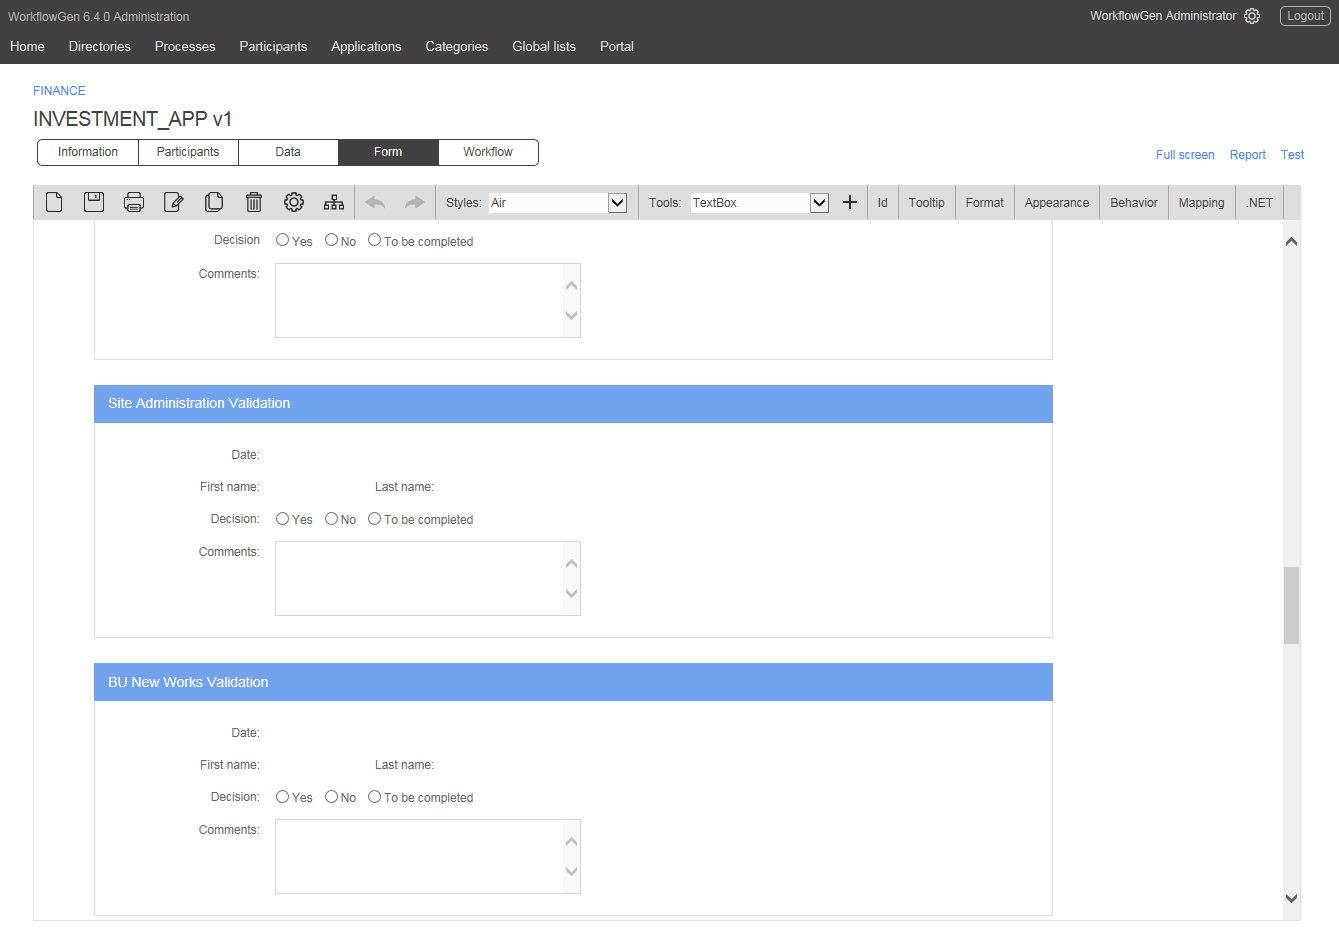 WorkflowGen 6.4.0 Administration
WorkflowGen Administrator Logout
Home Directories Processes Participants Applications Categories Global lists Portal
FINANCE
INVESTMENT_APP v1
Information Participants Data Form Workflow
Full screen Report Test
Styles: Air Tools: TextBox Id Tooltip Format Appearance Behavior Mapping .NET
Decision Yes No To be completed
Comments:
Site Administration Validation
Date:
First name: Last name:
Decision: Yes No To be completed
Comments:
BU New Works Validation
Date:
First name: Last name:
Decision: Yes No To be completed
Comments: